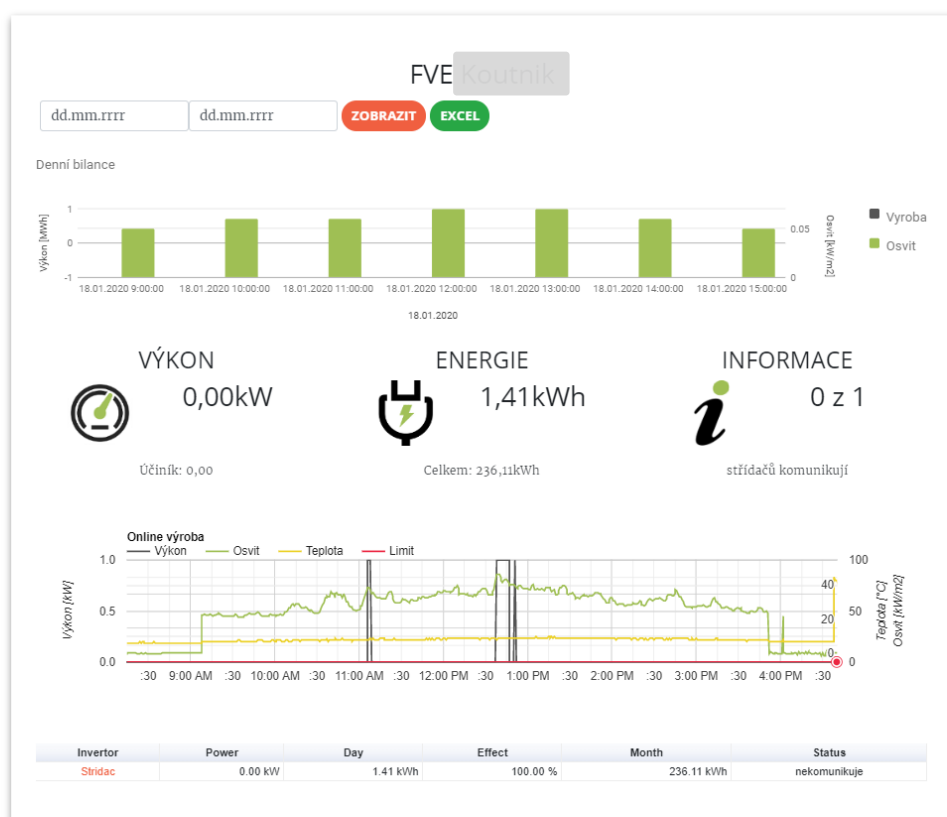 FVE Koutnik
dd.mm.rrrr dd.mm.rrrr ZOBRAZIT EXCEL
Denní bilance
Výkon [MWh]
1
0
-1
0.05
0
Osvit [kW/m2]
Vyroba
Osvit
18.01.2020 9:00:00 18.01.2020 10:00:00 18.01.2020 11:00:00 18.01.2020 12:00:00 18.01.2020 13:00:00 18.01.2020 14:00:00 18.01.2020 15:00:00
18.01.2020
VÝKON ENERGIE INFORMACE
0,00kW 1,41kWh 0 z 1
Účiník: 0,00 Celkem: 236,11kWh střídačů komunikují
Online výroba
Výkon Osvit Teplota Limit
Výkon [kW]
1.0
0.5
0.0
40
20
0
100
50
0
Teplota [°C]
Osvit [kW/m2]
:30 9:00 AM :30 10:00 AM :30 11:00 AM :30 12:00 PM :30 1:00 PM :30 2:00 PM :30 3:00 PM :30 4:00 PM :30
Invertor Power Day Effect Month Status
Stridac 0.00 kW 1.41 kWh 100.00 % 236.11 kWh nekomunikuje